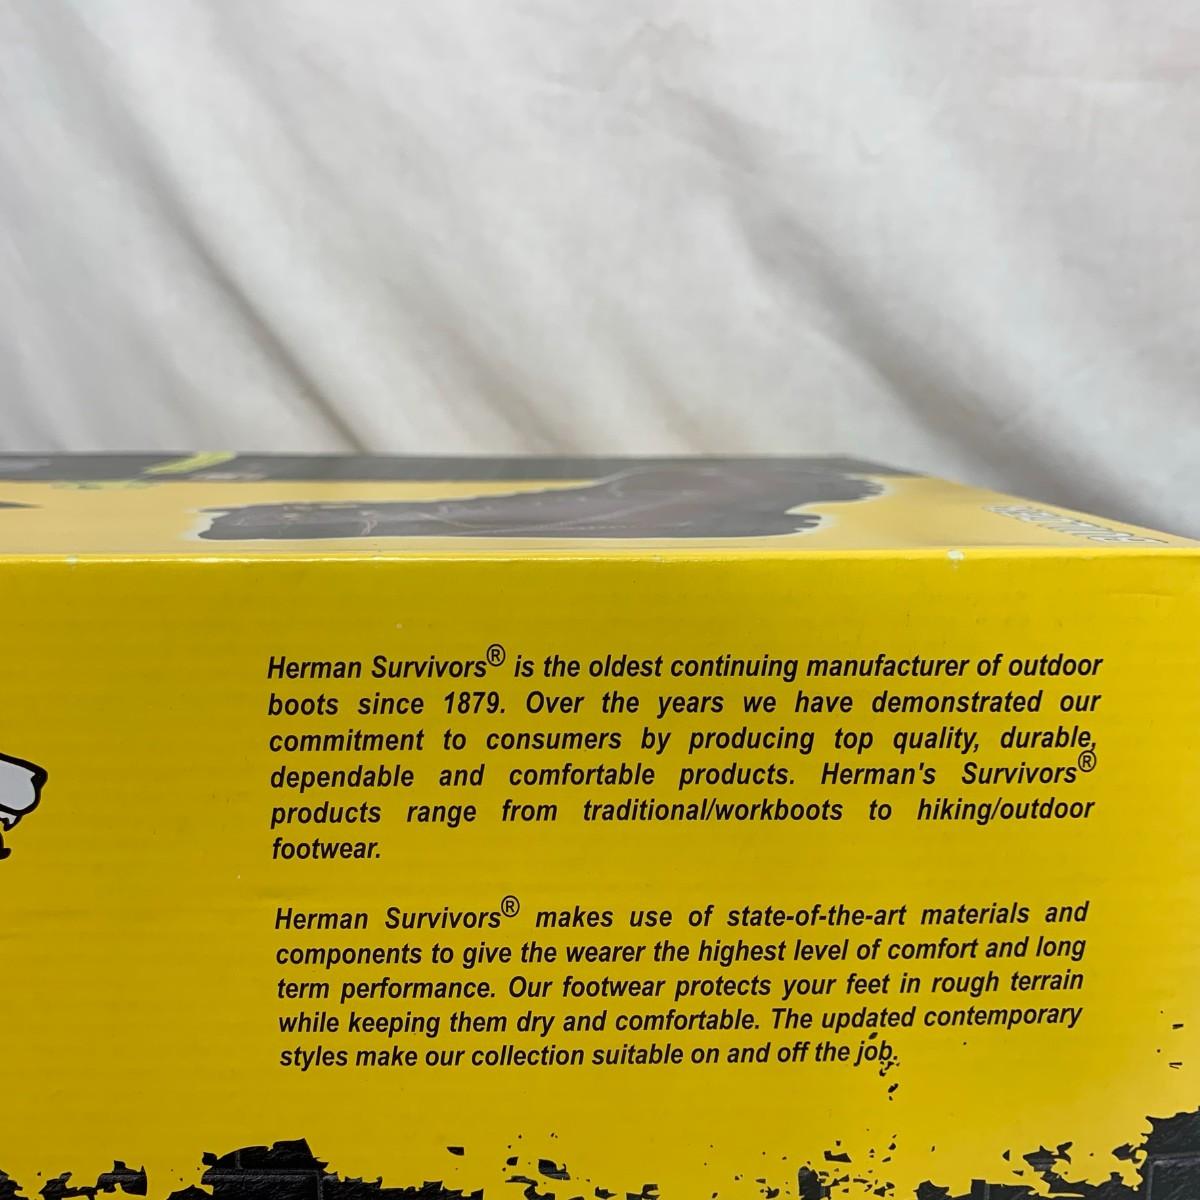 Herman Survivors® is the oldest continuing manufacturer of outdoor
boots since 1879. Over the years we have demonstrated our
commitment to consumers by producing top quality, durable,
dependable and comfortable products. Herman's Survivors®
products range from traditional/workboots to hiking/outdoor
footwear.
Herman Survivors® makes use of state-of-the-art materials and
components to give the wearer the highest level of comfort and long
term performance. Our footwear protects your feet in rough terrain
while keeping them dry and comfortable. The updated contemporary
styles make our collection suitable on and off the job.